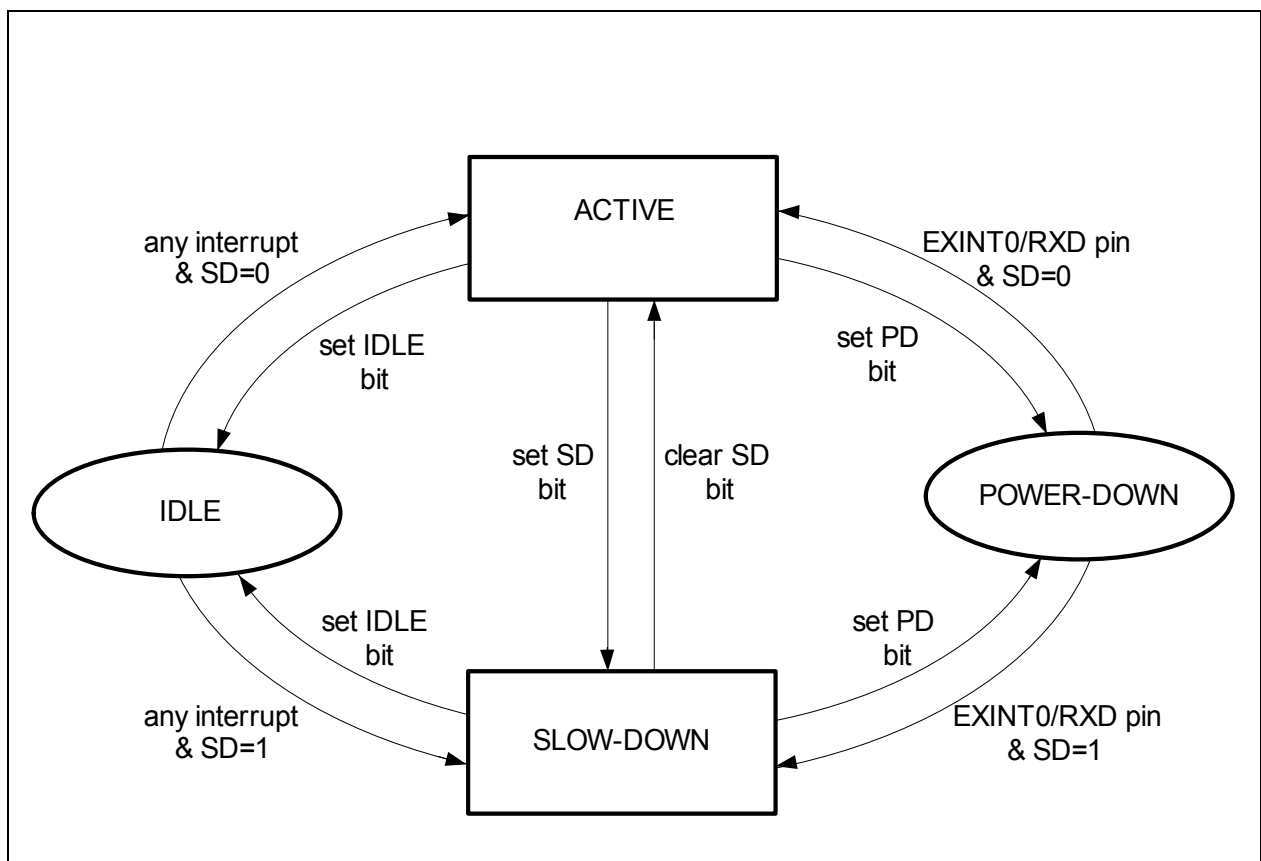 ACTIVE
any interrupt
& SD=0
EXINT0/RXD pin
& SD=0
set IDLE
bit
set PD
bit
set SD
bit
clear SD
bit
IDLE
POWER-DOWN
set IDLE
bit
set PD
bit
any interrupt
& SD=1
SLOW-DOWN
EXINT0/RXD pin
& SD=1